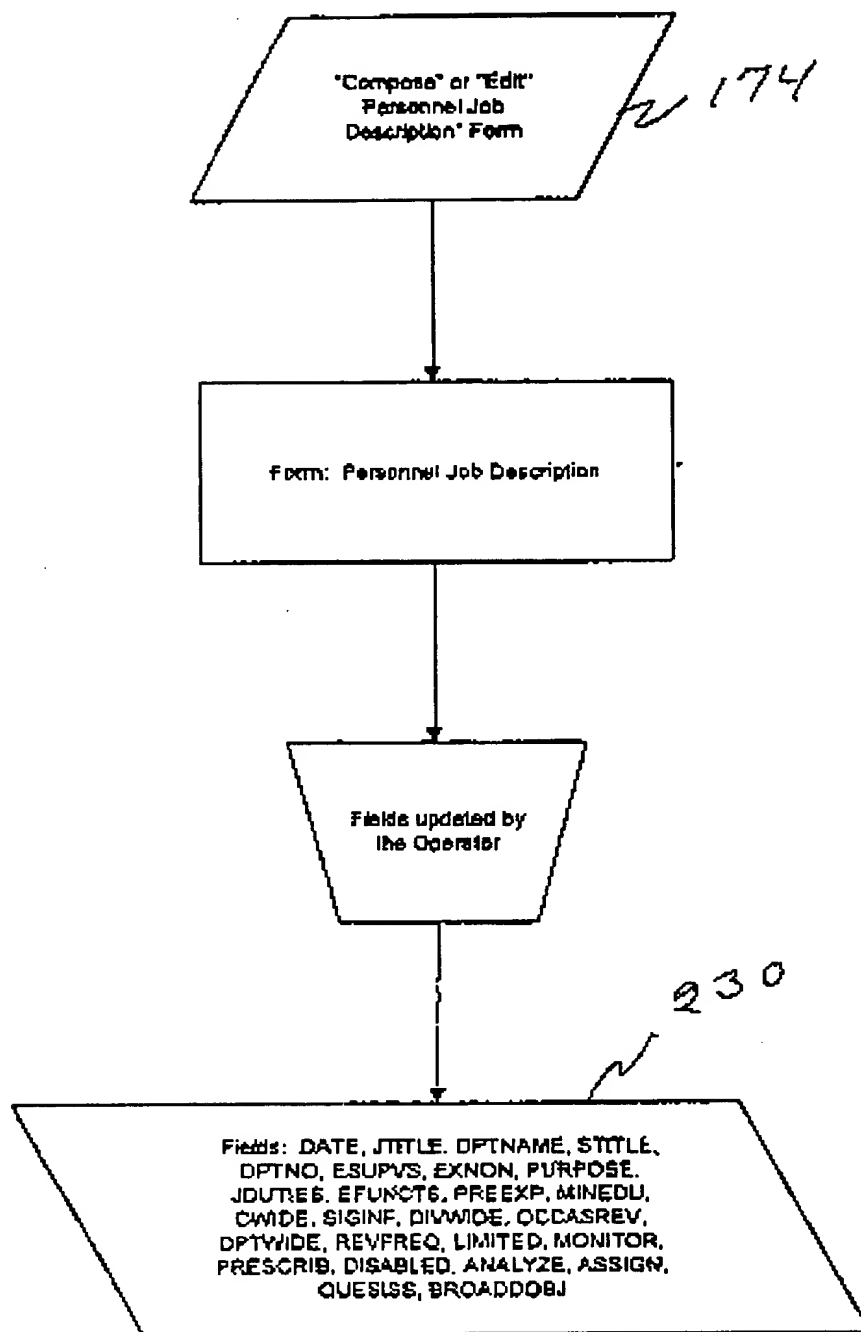 "Compose" or "Edit"
Personnel Job
Description" Form
174
Form: Personnel Job Description
Fields updated by
the Operator
230
Fields: DATE, JTITLE, DPTNAME, STITLE,
DPTNO, ESUPVS, EXNON, PURPOSE,
JDUTIES, EFUNCTS, PREEXP, MINEDU,
CWIDE, SIGINF, DIVWIDE, OCCASREV,
DPTWIDE, REVFREQ, LIMITED, MONITOR,
PRESCRIB, DISABLED, ANALYZE, ASSIGN,
QUESISS, BROADDOBJ